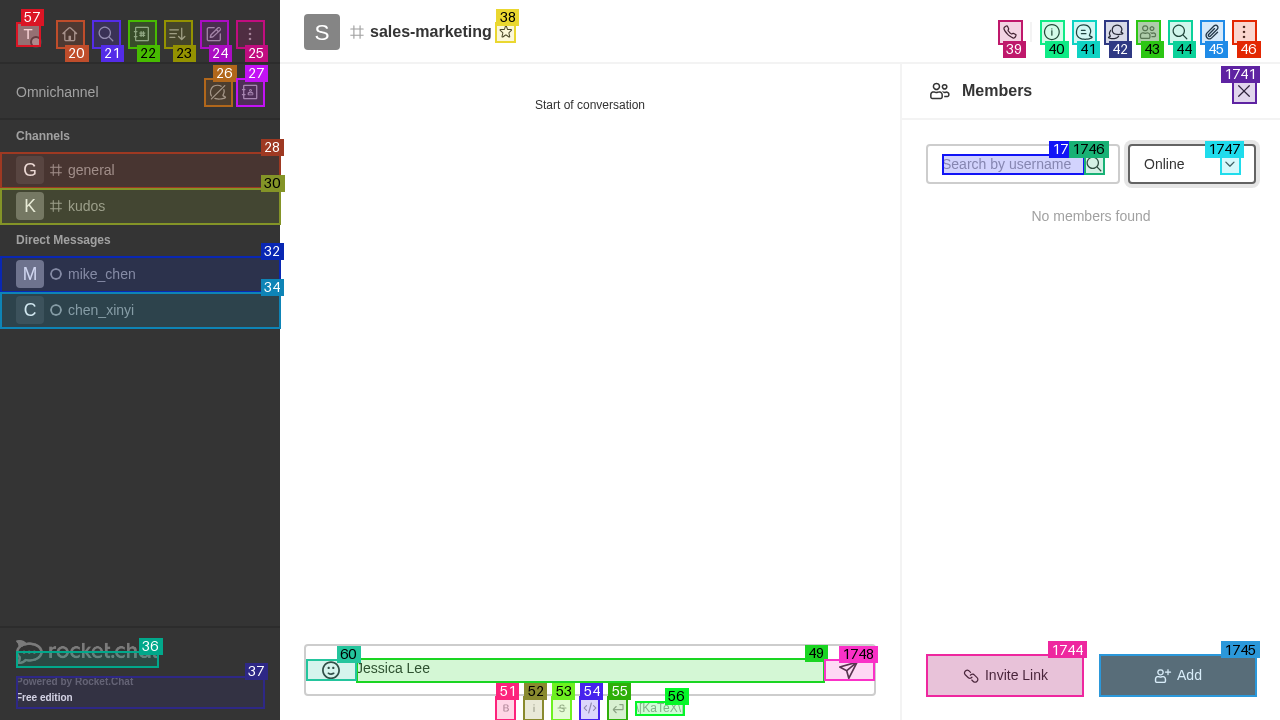 57
T
20
21
22
23
24
25
S
sales-marketing
38
39
40
41
42
43
44
45
46
Omnichannel
26
27
Members
1741
Start of conversation
Channels
28
G
general
30
K
kudos
Direct Messages
32
M
mike_chen
34
C
chen_xinyi
Search by username
17
1746
Online
1747
No members found
36
rocket.chat
37
Powered by Rocket.Chat
Free edition
60
Jessica Lee
49
1748
51
B
52
i
53
S
54
</>
55
56
1744
Invite Link
1745
Add